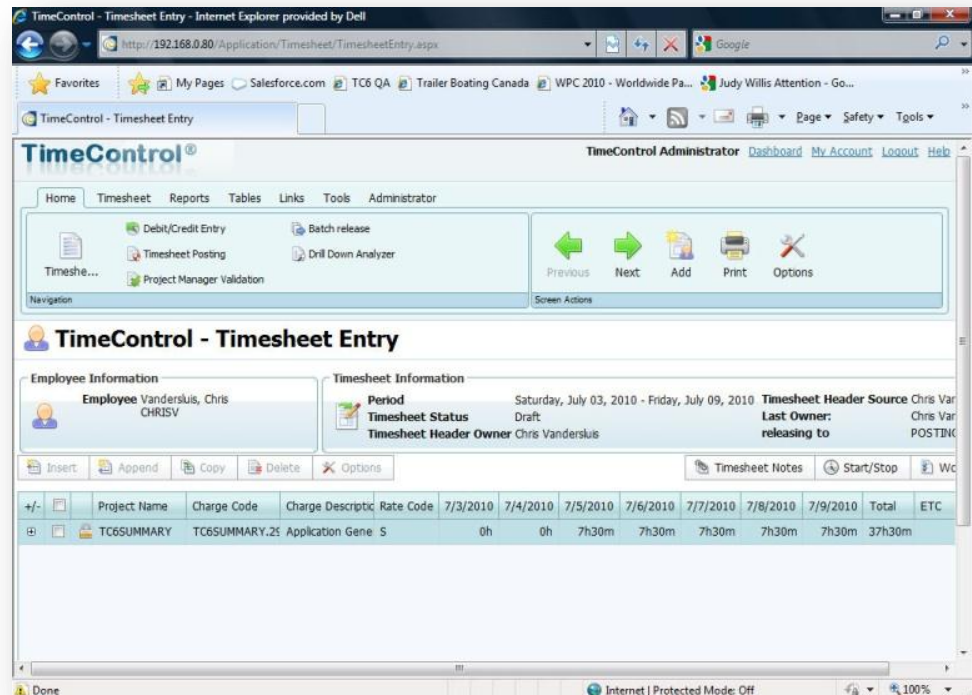 TimeControl - Timesheet Entry - Internet Explorer provided by Dell
http://192.168.0.80/Application/Timesheet/TimesheetEntry.aspx
Google
Favorites My Pages Salesforce.com TC6 QA Trailer Boating Canada WPC 2010 - Worldwide Pa... Judy Willis Attention - Go...
TimeControl - Timesheet Entry
Page Safety Tools
TimeControl®
TimeControl Administrator Dashboard My Account Logout Help
Home Timesheet Reports Tables Links Tools Administrator
Timeshe...
Debit/Credit Entry
Timesheet Posting
Project Manager Validation
Batch release
Drill Down Analyzer
Navigation
Previous Next Add Print Options
Screen Actions
TimeControl - Timesheet Entry
Employee Information
Employee Vandersluis, Chris
CHRISV
Timesheet Information
Period Saturday, July 03, 2010 - Friday, July 09, 2010
Timesheet Status Draft
Timesheet Header Owner Chris Vandersluis
Timesheet Header Source Chris Var
Last Owner: Chris Var
releasing to POSTING
Insert Append Copy Delete Options Timesheet Notes Start/Stop Wo
+/- Project Name Charge Code Charge Descriptic Rate Code 7/3/2010 7/4/2010 7/5/2010 7/6/2010 7/7/2010 7/8/2010 7/9/2010 Total ETC
TC6SUMMARY TC6SUMMARY.29 Application Gene S 0h 0h 7h30m 7h30m 7h30m 7h30m 7h30m 37h30m
Done Internet | Protected Mode: Off 100%